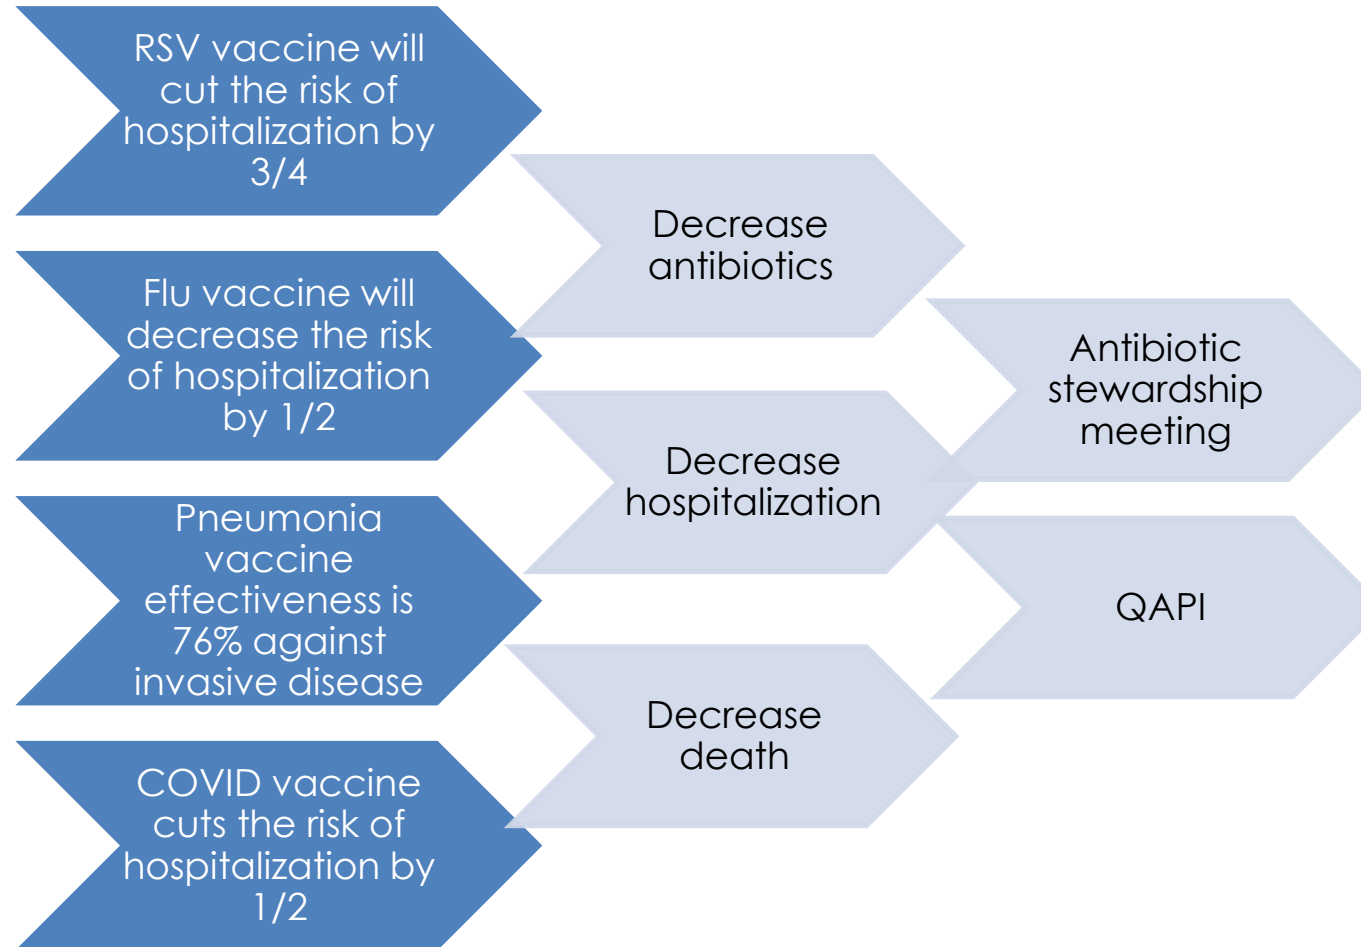 RSV vaccine will
cut the risk of
hospitalization by
3/4
Flu vaccine will
decrease the risk
of hospitalization
by 1/2
Pneumonia
vaccine
effectiveness is
76% against
invasive disease
COVID vaccine
cuts the risk of
hospitalization by
1/2
Decrease
antibiotics
Decrease
hospitalization
Decrease
death
Antibiotic
stewardship
meeting
QAPI